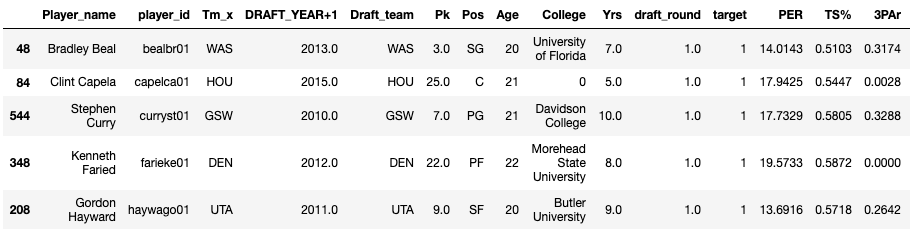 Player_name player_id Tm_x DRAFT_YEAR+1 Draft_team Pk Pos Age College Yrs draft_round target PER TS% 3PAr
48 Bradley Beal bealbr01 WAS 2013.0 WAS 3.0 SG 20 University of Florida 7.0 1.0 1 14.0143 0.5103 0.3174
84 Clint Capela capelca01 HOU 2015.0 HOU 25.0 C 21 0 5.0 1.0 1 17.9425 0.5447 0.0028
544 Stephen Curry curryst01 GSW 2010.0 GSW 7.0 PG 21 Davidson College 10.0 1.0 1 17.7329 0.5805 0.3288
348 Kenneth Faried farieke01 DEN 2012.0 DEN 22.0 PF 22 Morehead State University 8.0 1.0 1 19.5733 0.5872 0.0000
208 Gordon Hayward haywago01 UTA 2011.0 UTA 9.0 SF 20 Butler University 9.0 1.0 1 13.6916 0.5718 0.2642